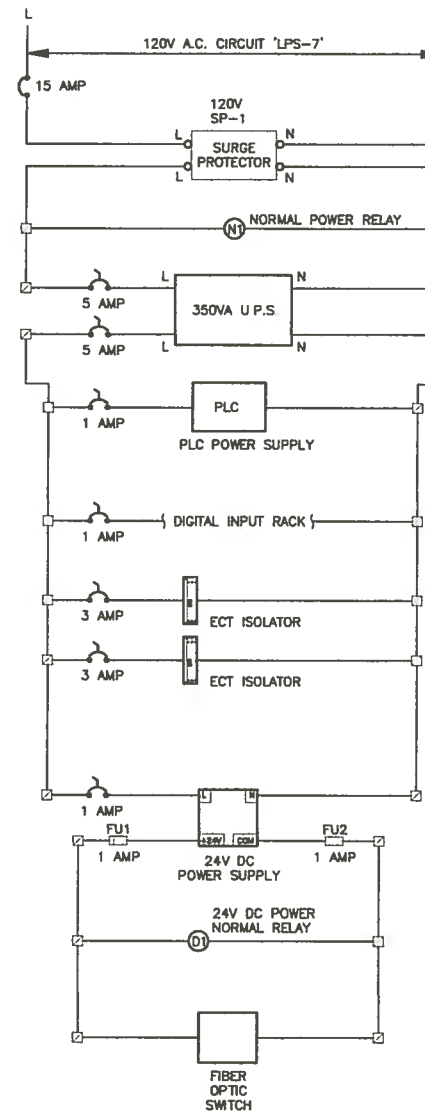 L
120V A.C. CIRCUIT 'LPS-7'
15 AMP
120V
SP-1
L
N
SURGE
PROTECTOR
L
N
N1
NORMAL POWER RELAY
L
N
5 AMP
350VA U.P.S.
5 AMP
L
N
PLC
1 AMP
PLC POWER SUPPLY
DIGITAL INPUT RACK
1 AMP
3 AMP
ECT ISOLATOR
3 AMP
ECT ISOLATOR
L
N
1 AMP
FU1
+24V
COM
FU2
1 AMP
24V DC
POWER SUPPLY
1 AMP
24V DC POWER
NORMAL RELAY
D1
FIBER
OPTIC
SWITCH